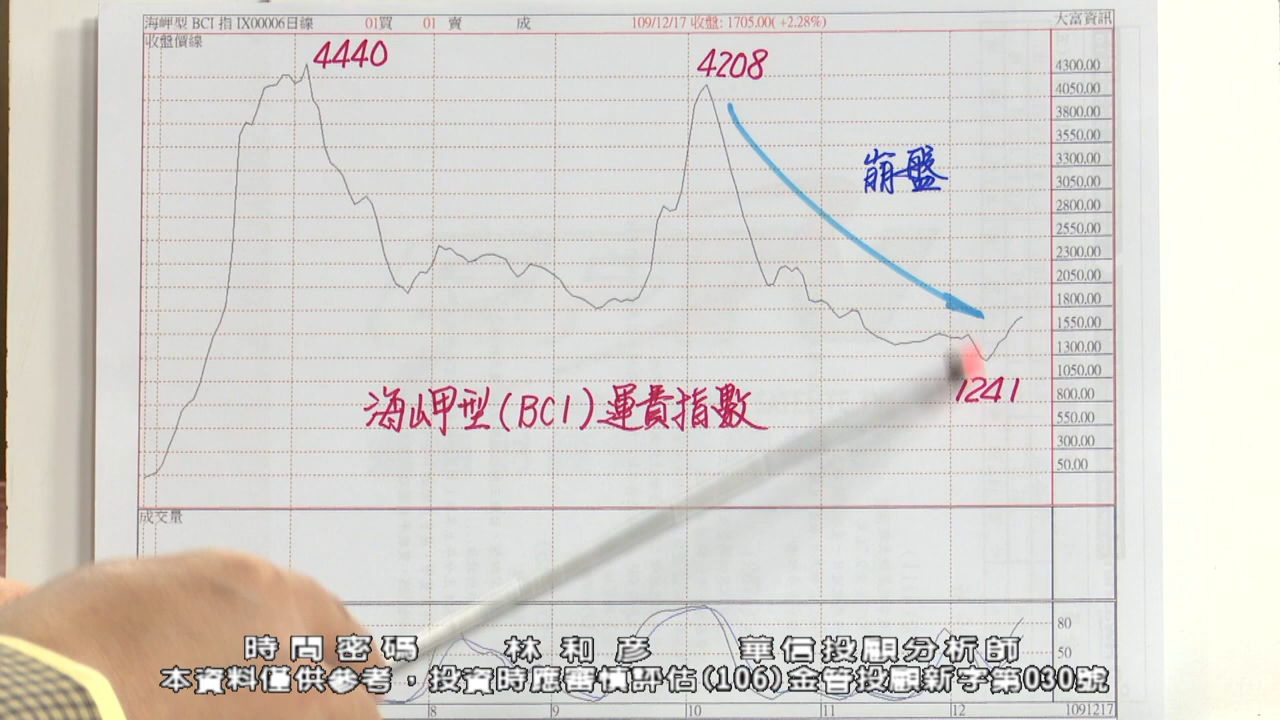 海岬型 BCI 指 IX00006日線 01買 01 賣 成 109/12/17 收盤: 1705.00( +2.28%) 大富資訊
收盤價線
4440
4208
崩盤
4300.00
4050.00
3800.00
3550.00
3300.00
3050.00
2800.00
2550.00
2300.00
2050.00
1800.00
1550.00
1300.00
1050.00
800.00
550.00
300.00
50.00
1241
海岬型(BCI)運費指數
成交量
80
50
時間密碼 林和彥 華信投顧分析師
本資料僅供參考，投資時應審慎評估(106)金管投顧新字第030號
8 9 10 11 12 1091217